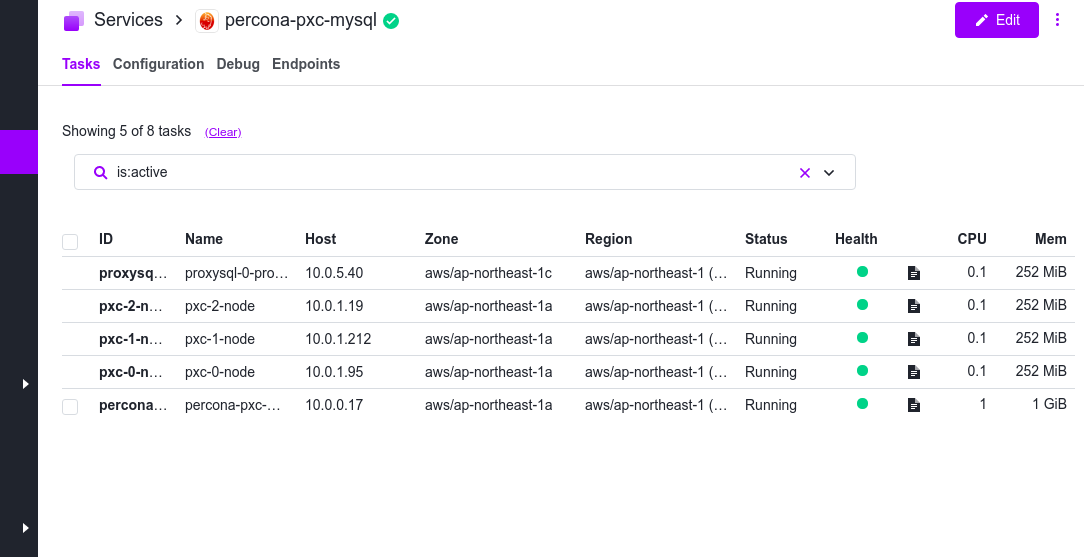 Services > percona-pxc-mysql
Edit
Tasks Configuration Debug Endpoints
Showing 5 of 8 tasks (Clear)
is:active
ID Name Host Zone Region Status Health CPU Mem
proxysq... proxysql-0-pro... 10.0.5.40 aws/ap-northeast-1c aws/ap-northeast-1 (... Running 0.1 252 MiB
pxc-2-n... pxc-2-node 10.0.1.19 aws/ap-northeast-1a aws/ap-northeast-1 (... Running 0.1 252 MiB
pxc-1-n... pxc-1-node 10.0.1.212 aws/ap-northeast-1a aws/ap-northeast-1 (... Running 0.1 252 MiB
pxc-0-n... pxc-0-node 10.0.1.95 aws/ap-northeast-1a aws/ap-northeast-1 (... Running 0.1 252 MiB
percona... percona-pxc-... 10.0.0.17 aws/ap-northeast-1a aws/ap-northeast-1 (... Running 1 1 GiB